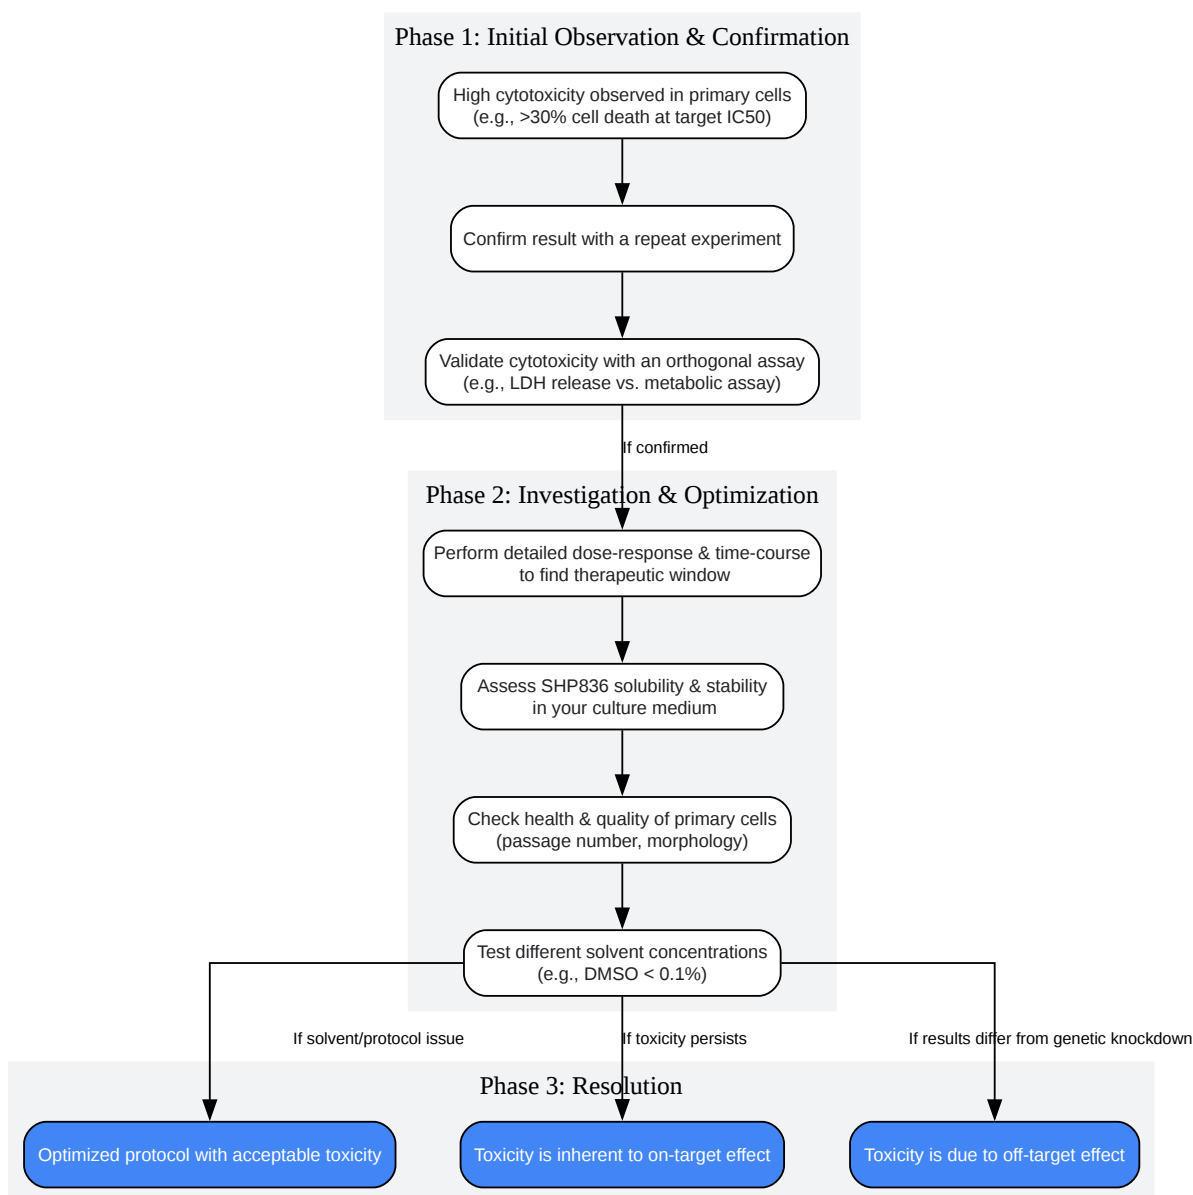 Phase 1: Initial Observation & Confirmation
High cytotoxicity observed in primary cells
(e.g., >30% cell death at target IC50)
Confirm result with a repeat experiment
Validate cytotoxicity with an orthogonal assay
(e.g., LDH release vs. metabolic assay)
If confirmed
Phase 2: Investigation & Optimization
Perform detailed dose-response & time-course
to find therapeutic window
Assess SHP836 solubility & stability
in your culture medium
Check health & quality of primary cells
(passage number, morphology)
Test different solvent concentrations
(e.g., DMSO < 0.1%)
If solvent/protocol issue
If toxicity persists
If results differ from genetic knockdown
Phase 3: Resolution
Optimized protocol with acceptable toxicity
Toxicity is inherent to on-target effect
Toxicity is due to off-target effect